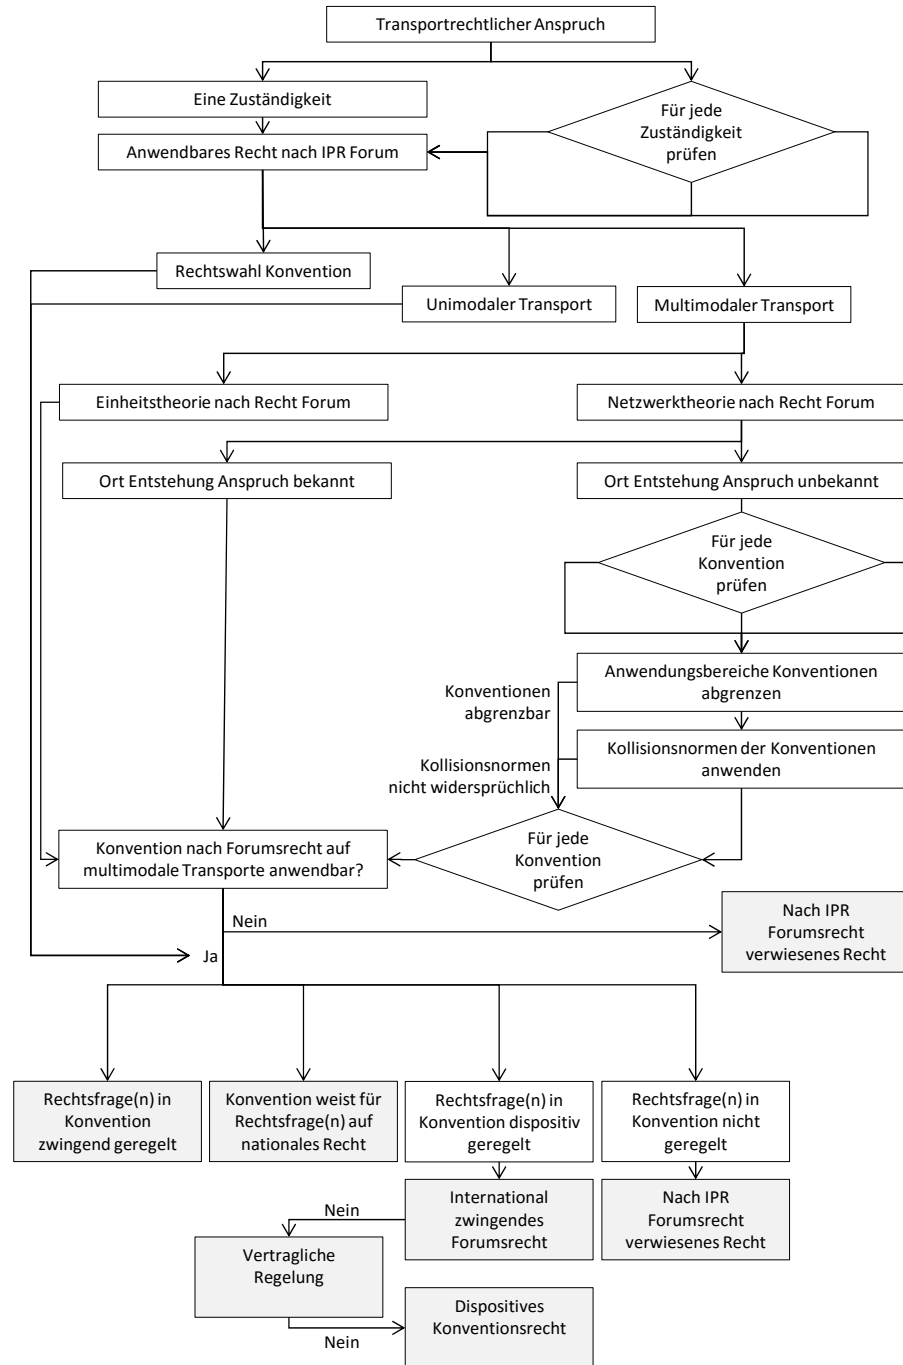 Transportrechtlicher Anspruch
Eine Zuständigkeit
Für jede
Zuständigkeit
prüfen
Anwendbares Recht nach IPR Forum
Rechtswahl Konvention
Unimodaler Transport
Multimodaler Transport
Einheitstheorie nach Recht Forum
Netzwerktheorie nach Recht Forum
Ort Entstehung Anspruch bekannt
Ort Entstehung Anspruch unbekannt
Für jede
Konvention
prüfen
Anwendungsbereiche Konventionen
abgrenzen
Konventionen
abgrenzbar
Kollisionsnormen der Konventionen
anwenden
Kollisionsnormen
nicht widersprüchlich
Für jede
Konvention
prüfen
Konvention nach Forumsrecht auf
multimodale Transporte anwendbar?
Nein
Nach IPR
Forumsrecht
verwiesenes Recht
Ja
Rechtsfrage(n) in
Konvention
zwingend geregelt
Konvention weist für
Rechtsfrage(n) auf
nationales Recht
Rechtsfrage(n) in
Konvention dispositiv
geregelt
Rechtsfrage(n) in
Konvention nicht
geregelt
International
zwingendes
Forumsrecht
Nach IPR
Forumsrecht
verwiesenes Recht
Nein
Vertragliche
Regelung
Nein
Dispositives
Konventionsrecht